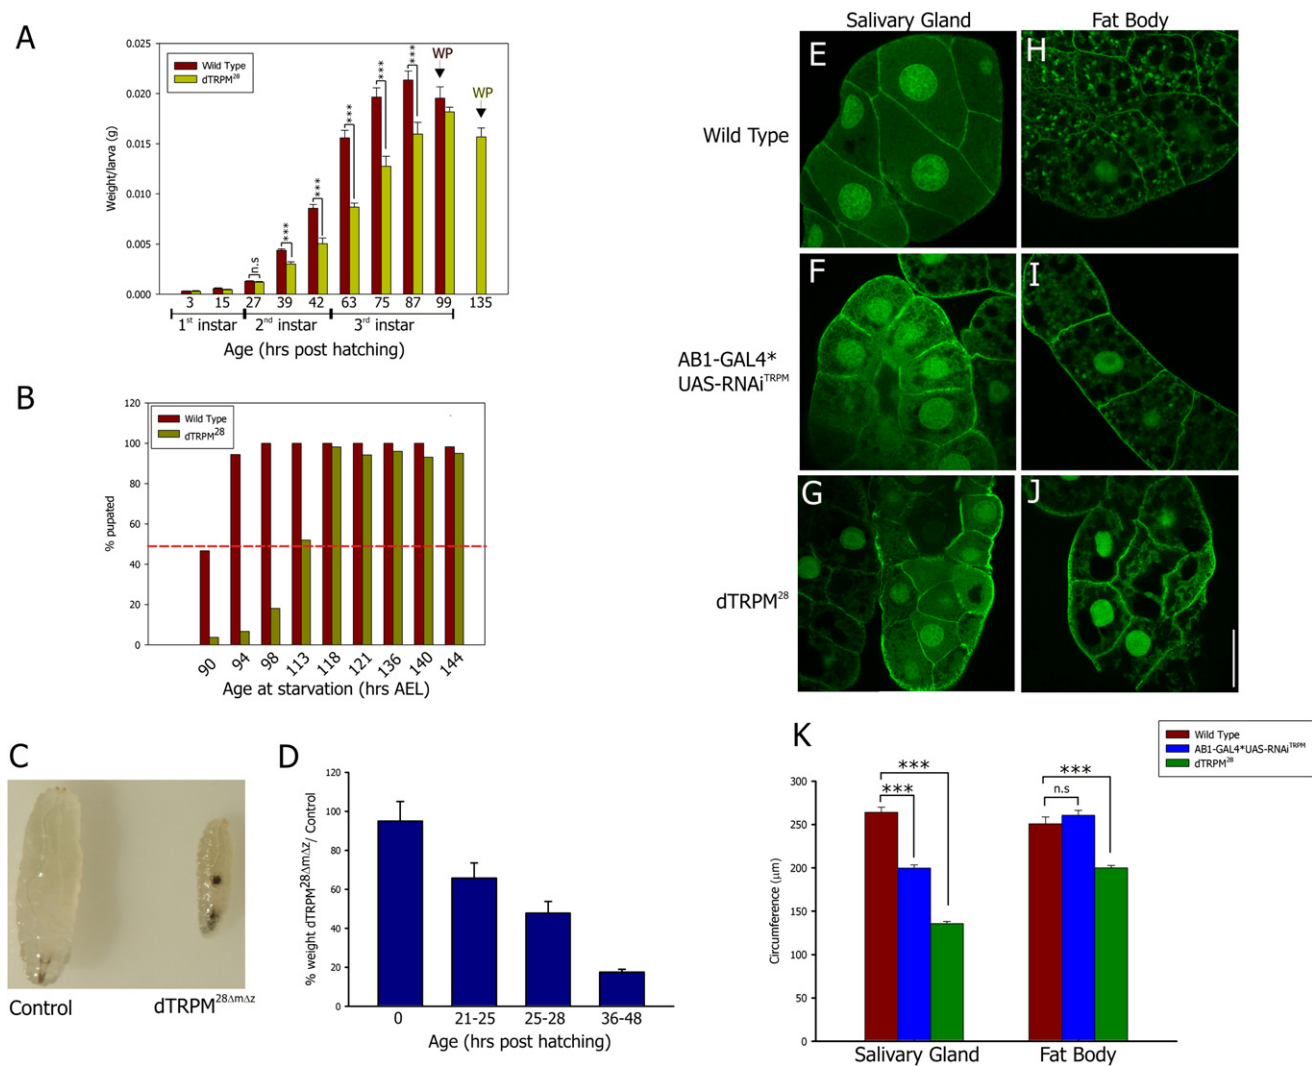 A
Wild Type
dTRPM²⁸
Weight/larva (g)
0.025
0.020
0.015
0.010
0.005
0.000
n.s
***
***
***
***
***
WP
WP
3 15 27 39 42 63 75 87 99 135
1ˢᵗ instar 2ⁿᵈ instar 3ʳᵈ instar
Age (hrs post hatching)
B
Wild Type
dTRPM²⁸
% pupated
120
100
80
60
40
20
0
90 94 98 113 118 121 136 140 144
Age at starvation (hrs AEL)
C
Control dTRPM²⁸ΔmΔz
D
% weight dTRPM²⁸ΔmΔz/ Control
120
100
80
60
40
20
0
0 21-25 25-28 36-48
Age (hrs post hatching)
Salivary Gland Fat Body
Wild Type
E H
AB1-GAL4*
UAS-RNAiᵀᴿᴾᴹ
F I
dTRPM²⁸
G J
K
Wild Type
AB1-GAL4*UAS-RNAiᵀᴿᴾᴹ
dTRPM²⁸
Circumference (μm)
300
250
200
150
100
50
0
***
***
***
n.s
Salivary Gland Fat Body